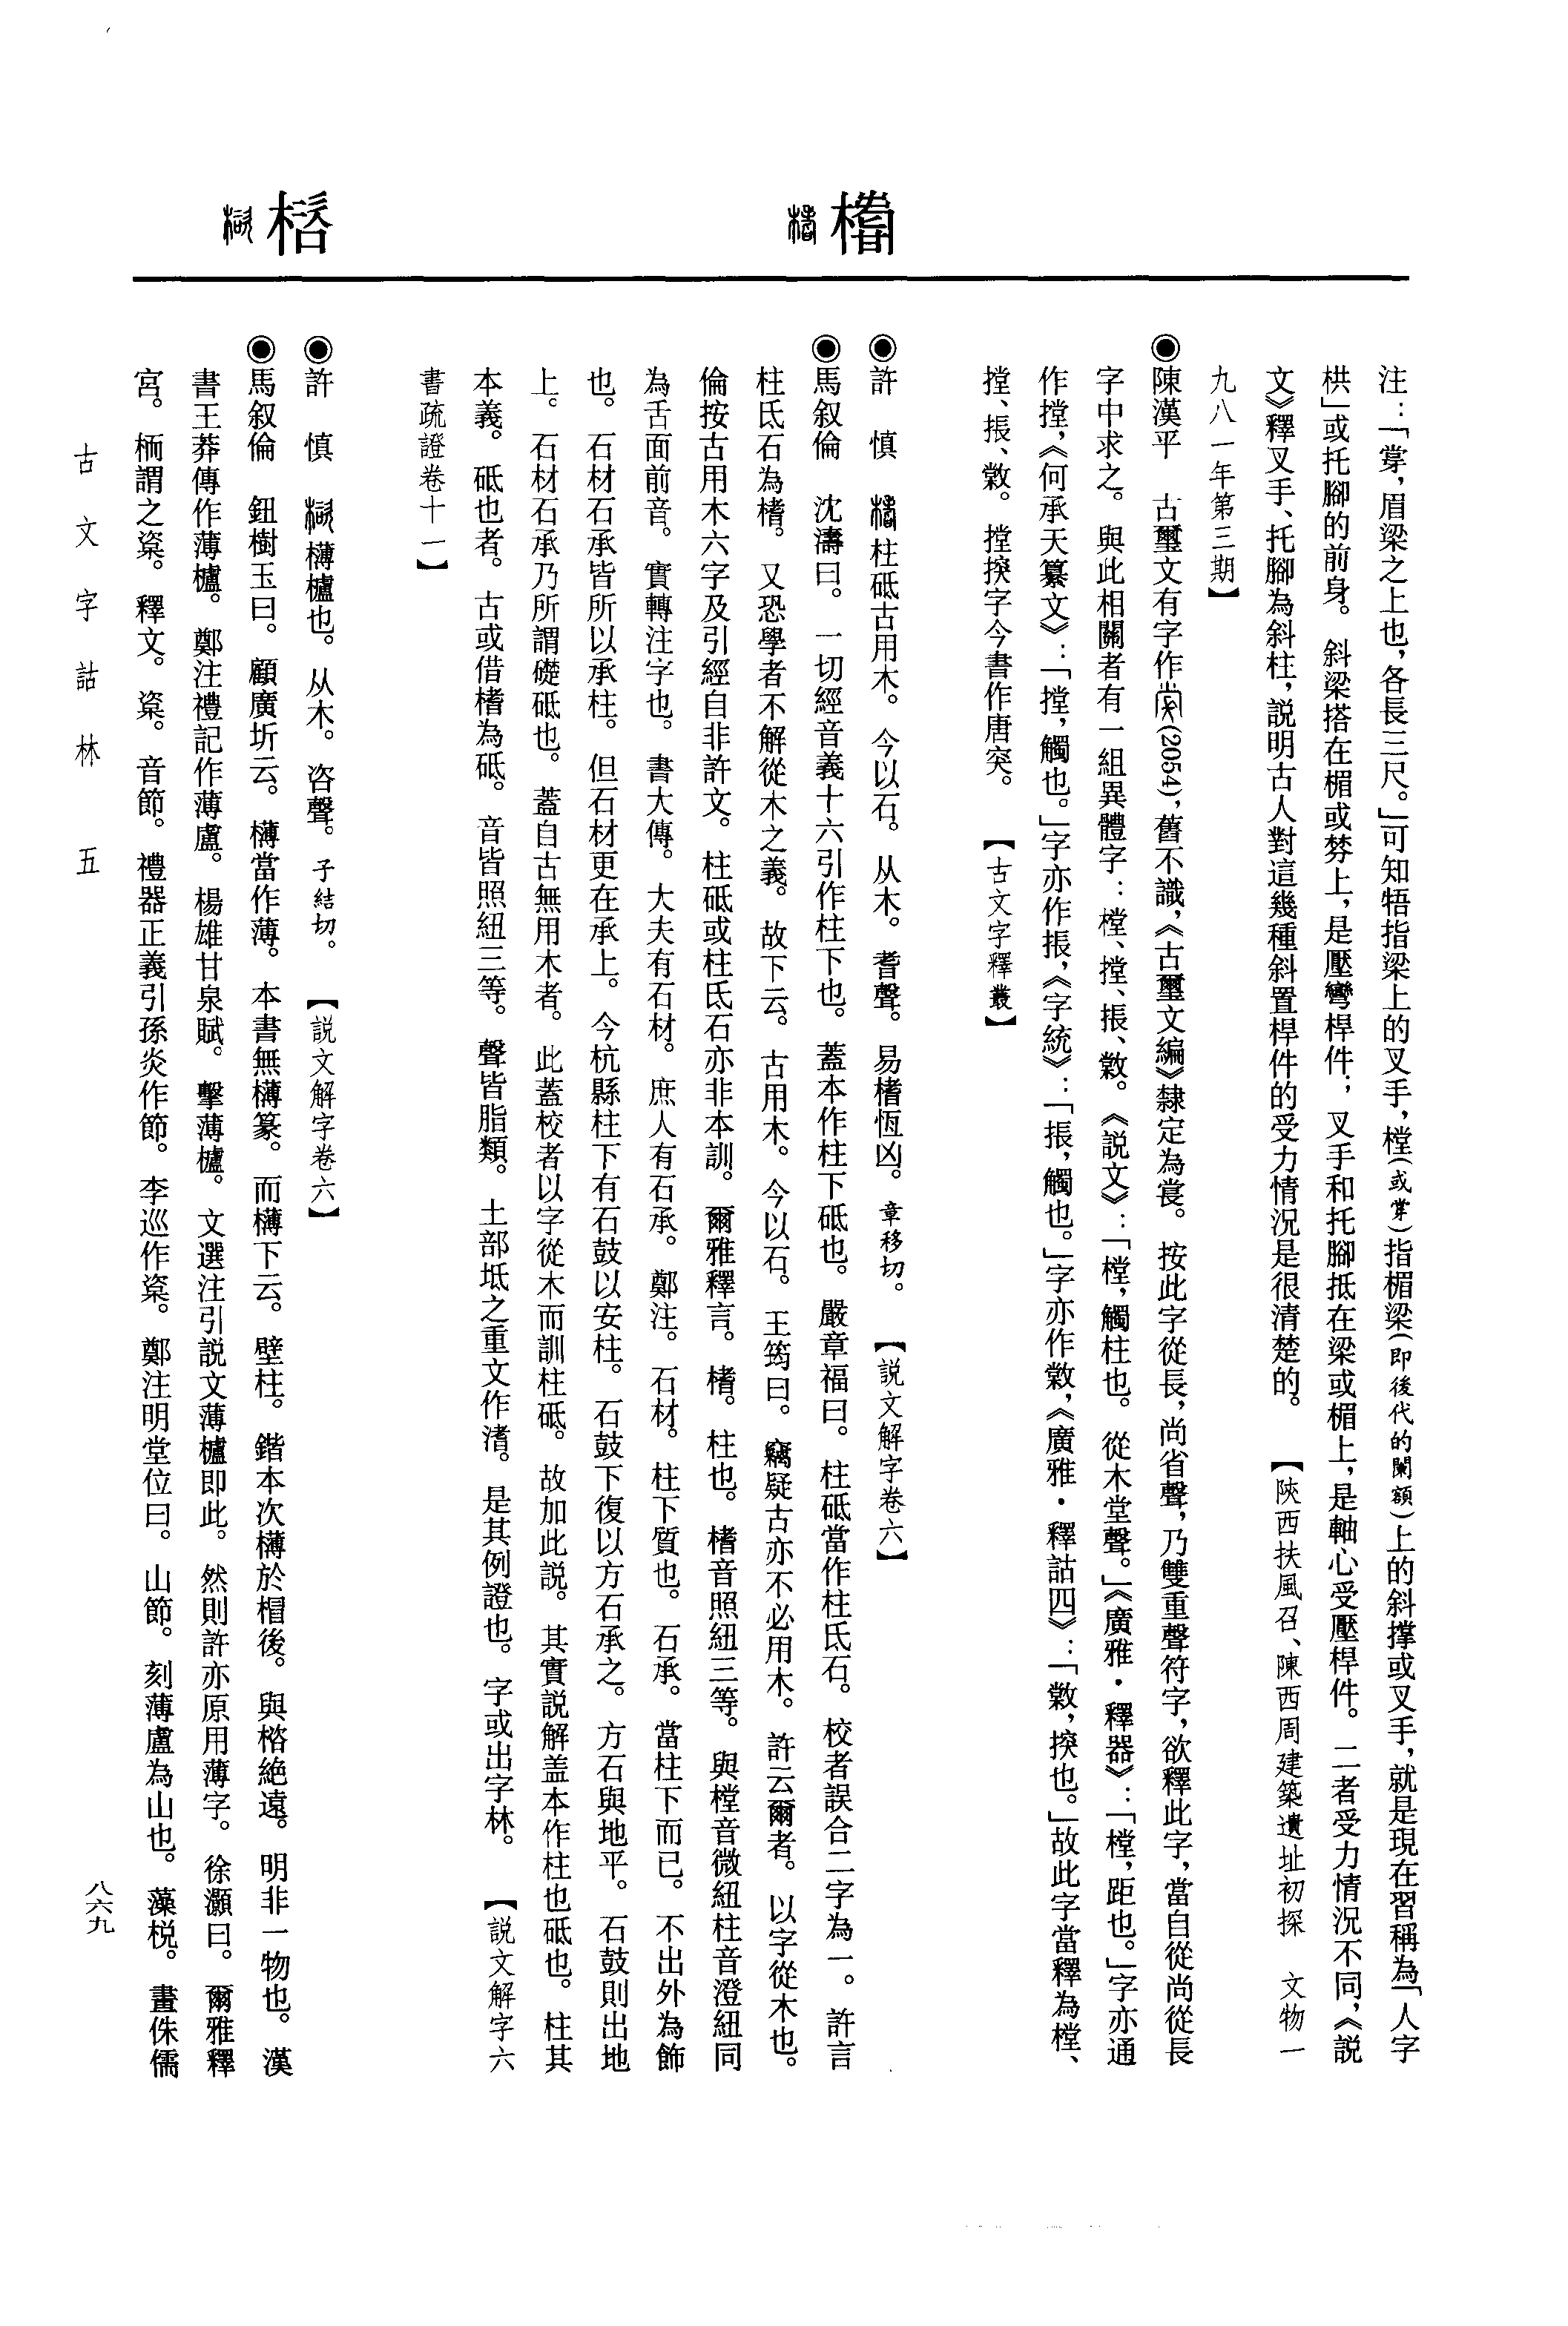 榰
格
注：「牚，眉梁之上也，各長三尺。」可知牾指梁上的叉手，樘（或牚）指楣梁（即後代的闌額）上的斜撐或叉手，就是現在習稱為「人字
栱」或托腳的前身。斜梁搭在楣或棼上，是壓彎桿件；叉手和托腳抵在梁或楣上，是軸心受壓桿件。二者受力情況不同，《説
文》釋叉手、托腳為斜柱，説明古人對這幾種斜置桿件的受力情況是很清楚的。【陝西扶風召、陳西周建築遺址初探　文物一
九八一年第三期】
◉陳漢平　古璽文有字作(2054)，舊不識，《古璽文編》隸定為。按此字從長，尚省聲，乃雙重聲符字，欲釋此字，當自從尚從長
字中求之。與此相關者有一組異體字：樘、摚、挀、敱。《説文》：「樘，觸柱也。從木堂聲。」《廣雅·釋器》：「樘，距也。」字亦通
作摚，《何承天纂文》：「摚，觸也。」字亦作挀，《字統》：「挀，觸也。」字亦作，《廣雅·釋詁四》：「，揬也。」故此字當釋為樘、
摚、挀、。摚揬字今書作唐突。【古文字釋叢】
◉許　慎　柱砥古用木。今以石。从木。耆聲。易榰恆凶。章移切。【説文解字卷六】
◉馬叙倫　沈濤曰。一切經音義十六引作柱下也。蓋本作柱下砥也。嚴章福曰。柱砥當作柱氐石。校者誤合二字為一。許言
柱氐石為榰。又恐學者不解從木之義。故下云。古用木。今以石。王筠曰。竊疑古亦不必用木。許云爾者。以字從木也。
倫按古用木六字及引經自非許文。柱砥或柱氐石亦非本訓。爾雅釋言。榰。柱也。榰音照紐三等。與樘音微紐柱音澄紐同
為舌面前音。實轉注字也。書大傳。大夫有石材。庶人有石承。鄭注。石材。柱下質也。石承。當柱下而已。不出外為飾
也。石材石承皆所以承柱。但石材更在承上。今杭縣柱下有石鼓以安柱。石鼓下復以方石承之。方石與地平。石鼓則出地
上。石材石承乃所謂礎砥也。蓋自古無用木者。此蓋校者以字從木而訓柱砥。故加此説。其實説解盖本作柱也砥也。柱其
本義。砥也者。古或借榰為砥。音皆照紐三等。聲皆脂類。土部坻之重文作渚。是其例證也。字或出字林。【説文解字六
書疏證卷十一】
◉許　慎　欂櫨也。从木。咨聲。子結切。【説文解字卷六】
◉馬叙倫　鈕樹玉曰。顧廣圻云。欂當作薄。本書無欂篆。而欂下云。壁柱。鍇本次欂於楣後。與楶絶遠。明非一物也。漢
書王莽傳作薄櫨。鄭注禮記作薄盧。楊雄甘泉賦。擊薄櫨。文選注引説文薄櫨即此。然則許亦原用薄字。徐灝曰。爾雅釋
宮。栭謂之楶。釋文。楶。音節。禮器正義引孫炎作節。李巡作楶。鄭注明堂位曰。山節。刻薄盧為山也。藻梲。畫侏儒
古文字詁林　五
八六九